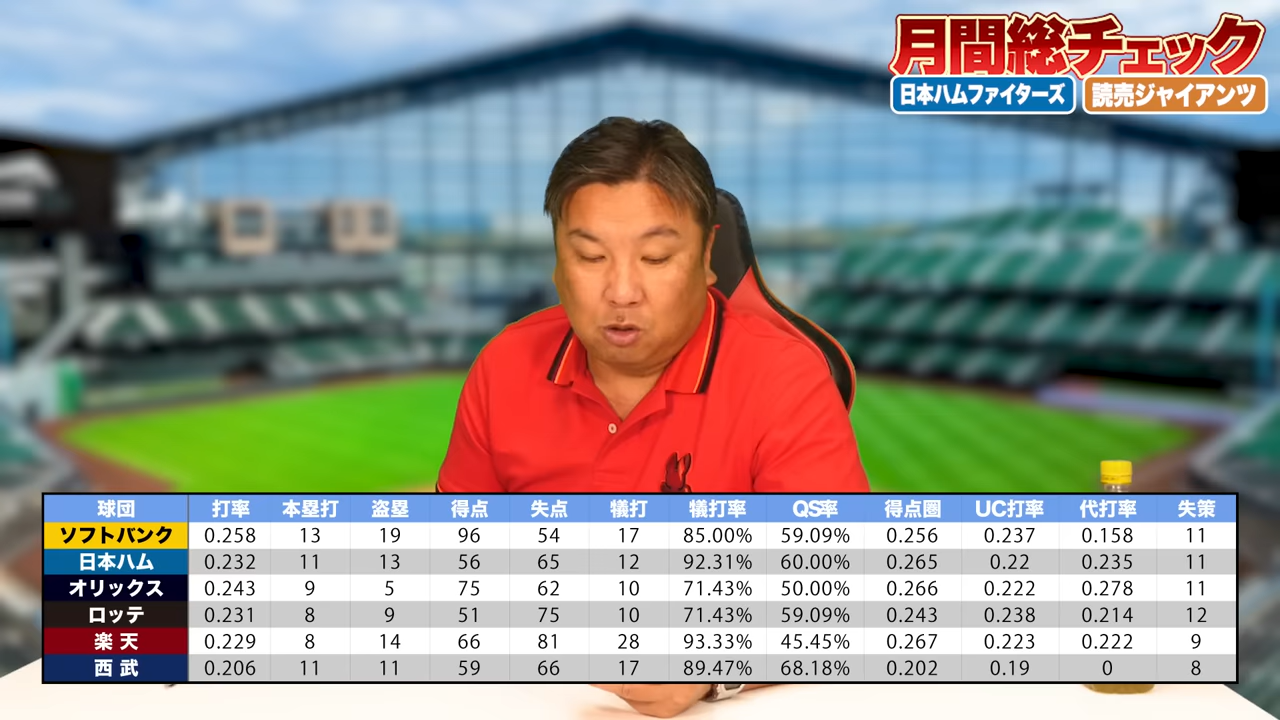 月間総チェック
日本ハムファイターズ 読売ジャイアンツ
球団 打率 本塁打 盗塁 得点 失点 犠打 犠打率 QS率 得点圏 UC打率 代打率 失策
ソフトバンク 0.258 13 19 96 54 17 85.00% 59.09% 0.256 0.237 0.158 11
日本ハム 0.232 11 13 56 65 12 92.31% 60.00% 0.265 0.22 0.235 11
オリックス 0.243 9 5 75 62 10 71.43% 50.00% 0.266 0.222 0.278 11
ロッテ 0.231 8 9 51 75 10 71.43% 59.09% 0.243 0.238 0.214 12
楽天 0.229 8 14 66 81 28 93.33% 45.45% 0.267 0.223 0.222 9
西武 0.206 11 11 59 66 17 89.47% 68.18% 0.202 0.19 0 8